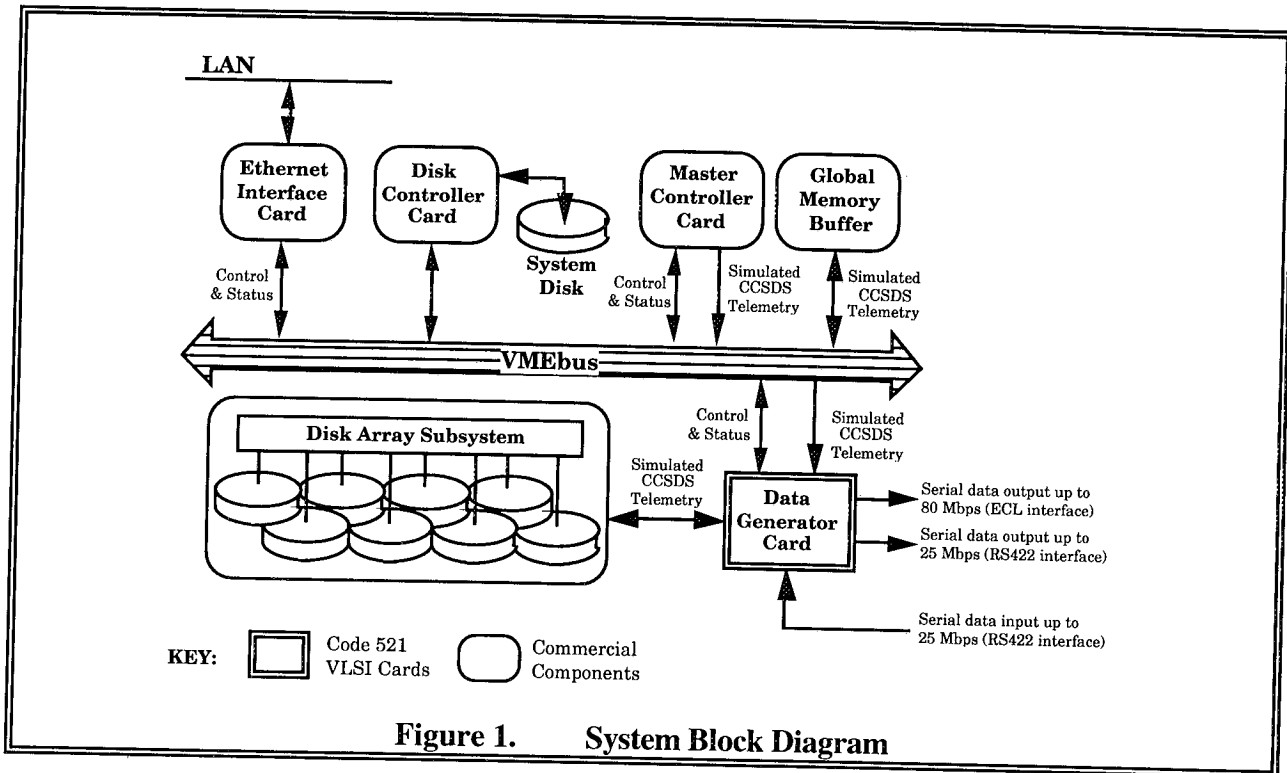 LAN
Ethernet
Interface
Card
Disk
Controller
Card
System
Disk
Master
Controller
Card
Global
Memory
Buffer
Control
& Status
Control
& Status
Simulated
CCSDS
Telemetry
Simulated
CCSDS
Telemetry
VMEbus
Disk Array Subsystem
Simulated
CCSDS
Telemetry
Control
& Status
Simulated
CCSDS
Telemetry
Data
Generator
Card
Serial data output up to
80 Mbps (ECL interface)
Serial data output up to
25 Mbps (RS422 interface)
Serial data input up to
25 Mbps (RS422 interface)
KEY:
Code 521
VLSI Cards
Commercial
Components
Figure 1. System Block Diagram